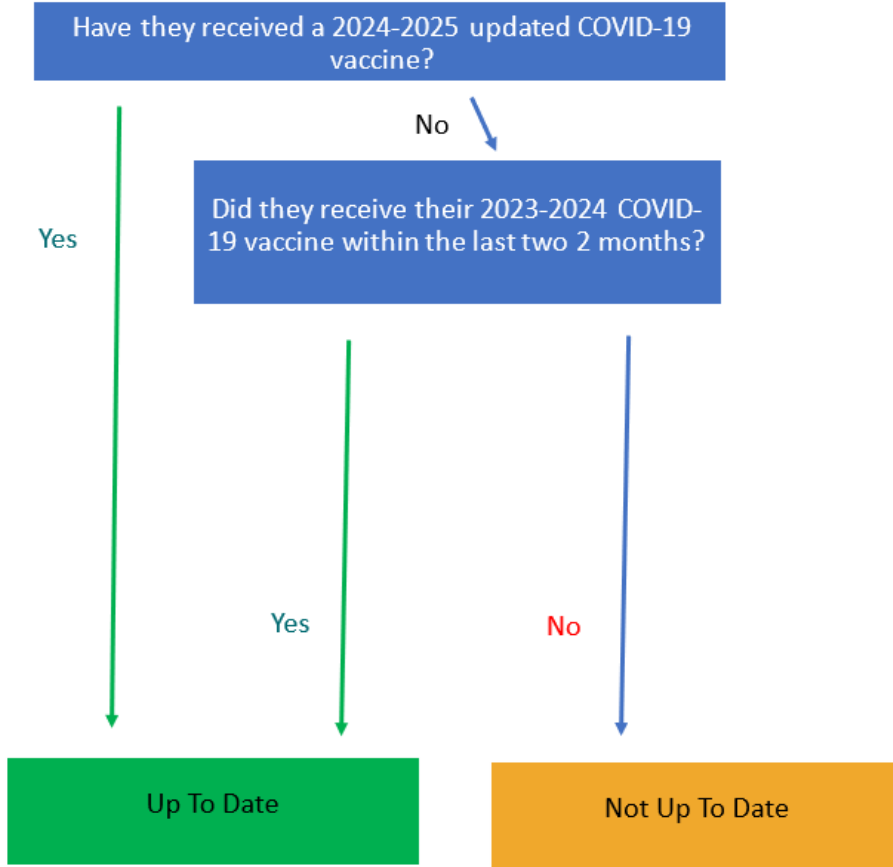 Have they received a 2024-2025 updated COVID-19
vaccine?
No
Did they receive their 2023-2024 COVID-
19 vaccine within the last two 2 months?
Yes
Yes
No
Up To Date
Not Up To Date